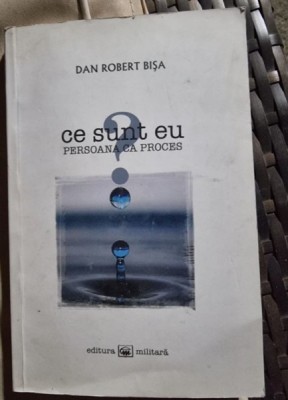 DAN ROBERT BIȘA
?
ce sunt eu
PERSOANA CA PROCES
editura militară